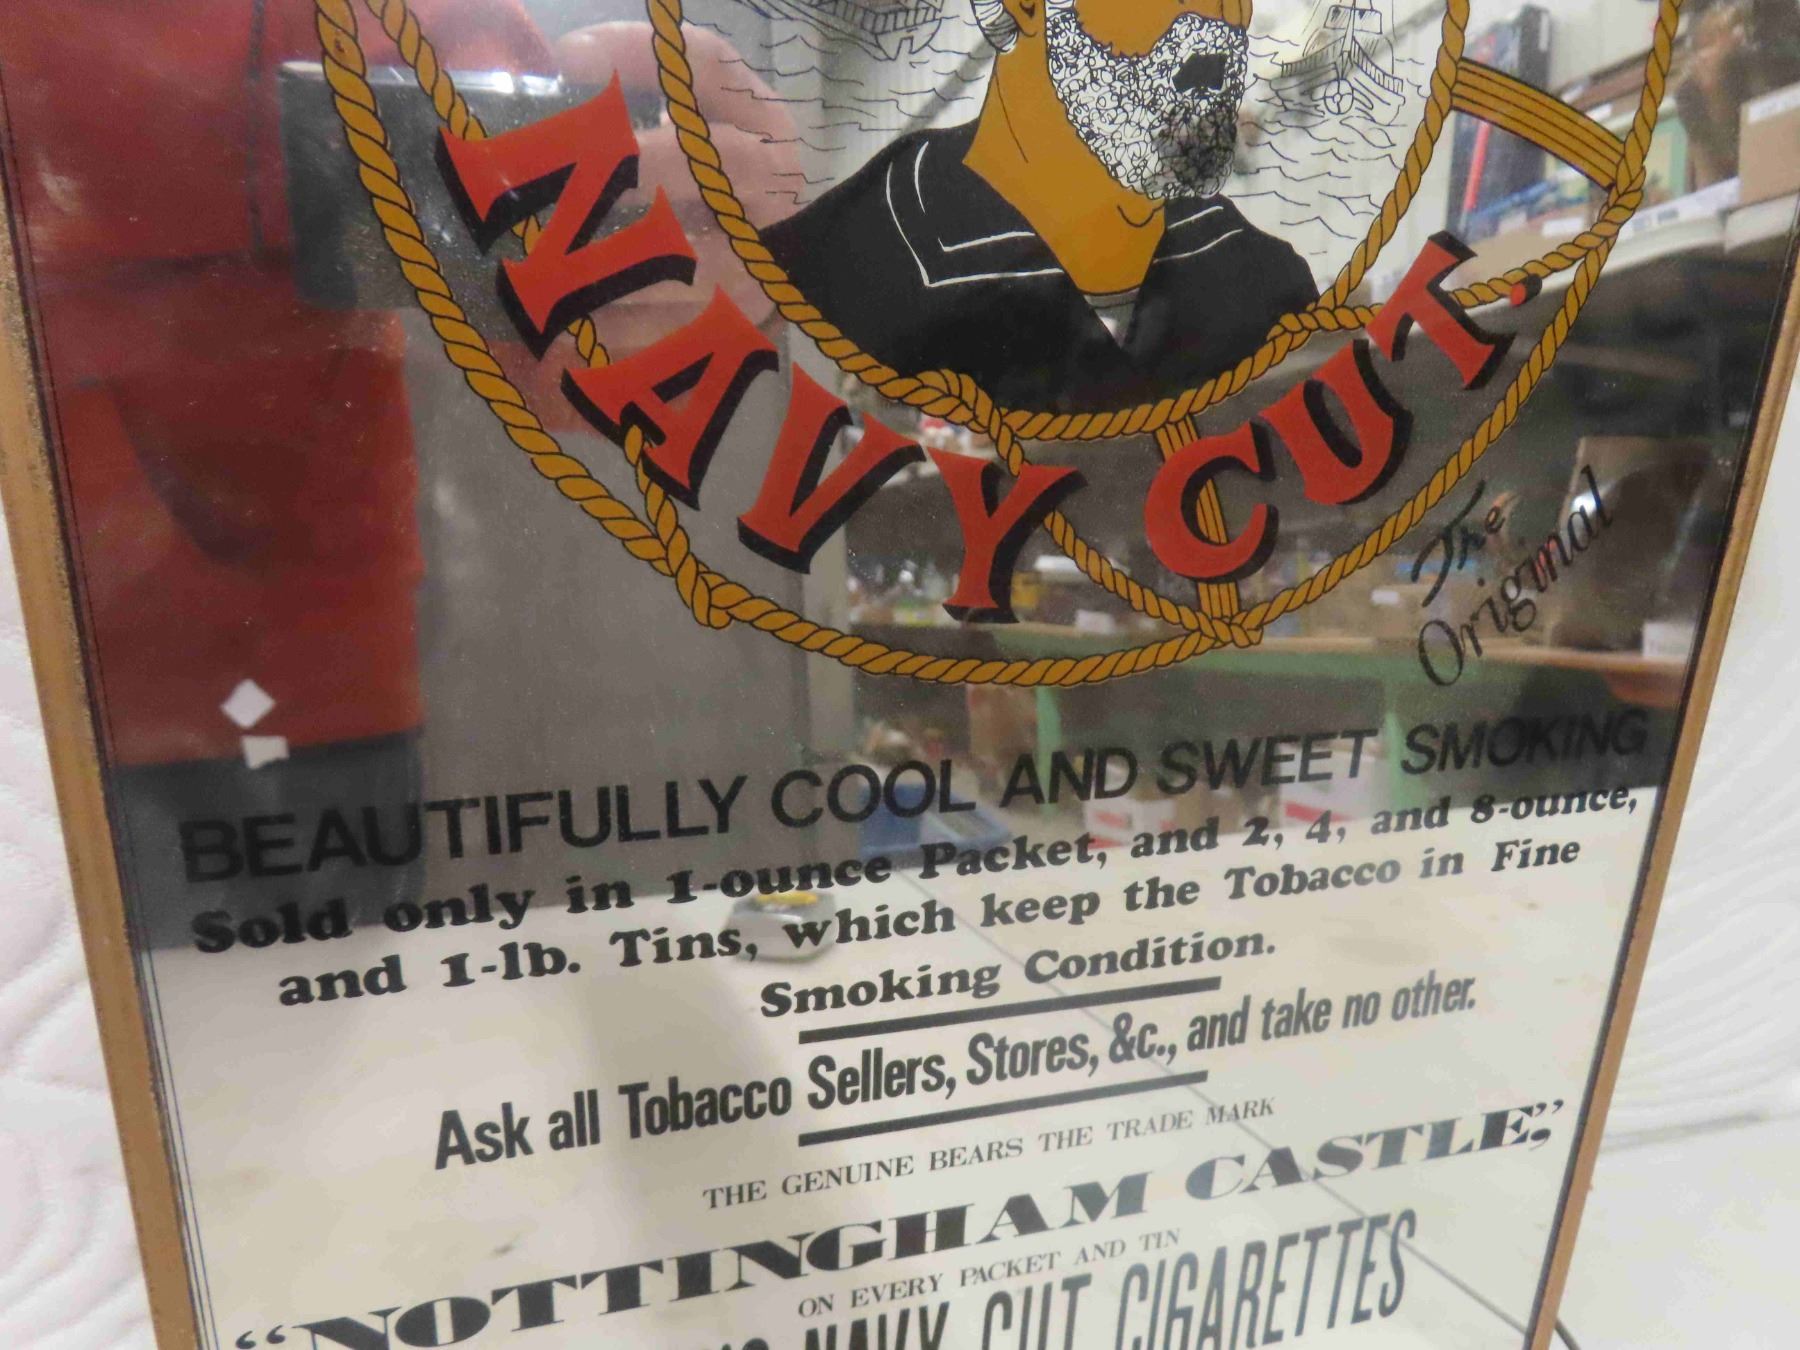 NAVY CUT.
The
Original
BEAUTIFULLY COOL AND SWEET SMOKING
Sold only in 1-ounce Packet, and 2, 4, and 8-ounce,
and 1-lb. Tins, which keep the Tobacco in Fine
Smoking Condition.
Ask all Tobacco Sellers, Stores, &c., and take no other.
THE GENUINE BEARS THE TRADE MARK
“NOTTINGHAM CASTLE,”
ON EVERY PACKET AND TIN
NAVY CUT CIGARETTES